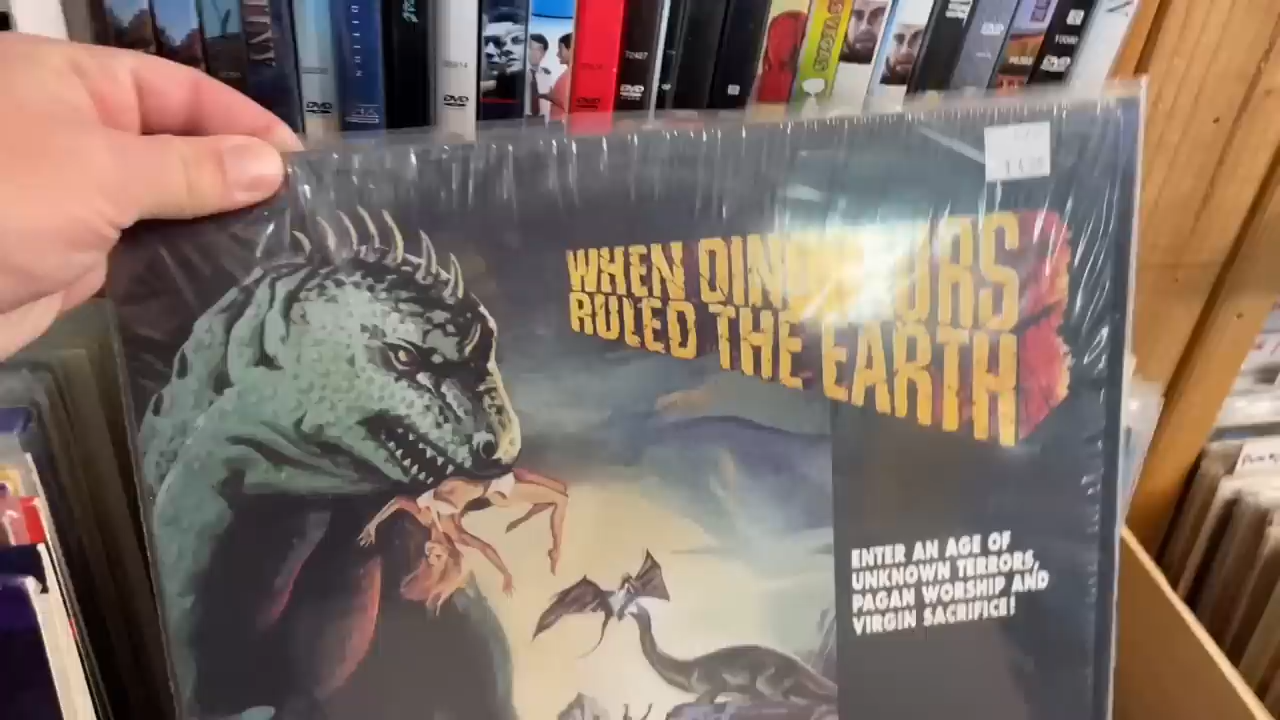 WHEN DINOSAURS
RULED THE EARTH
ENTER AN AGE OF
UNKNOWN TERRORS,
PAGAN WORSHIP AND
VIRGIN SACRIFICE!
DVD
DVD
DVD